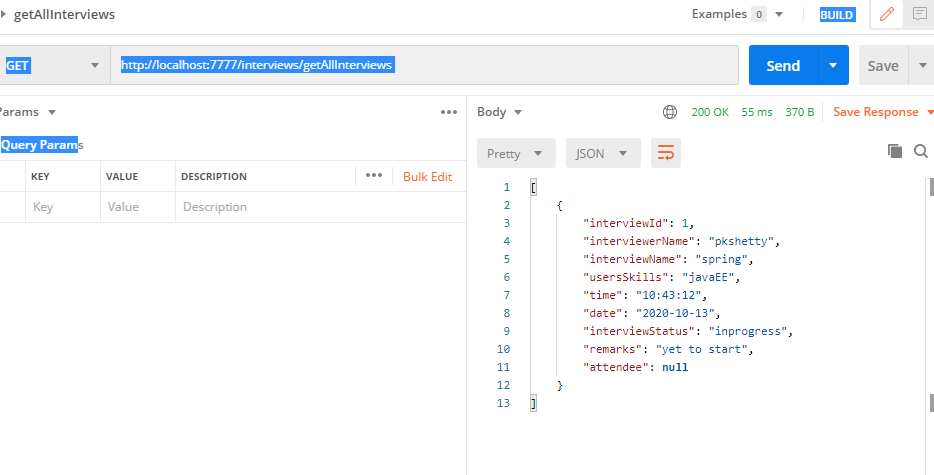 getAllInterviews
Examples 0
BUILD
GET
http://localhost:7777/interviews/getAllInterviews
Send
Save
Params
Query Params
KEY VALUE DESCRIPTION ••• Bulk Edit
Key Value Description
Body
200 OK 55 ms 370 B Save Response
Pretty JSON
1 [
2 {
3 "interviewId": 1,
4 "interviewerName": "pkshetty",
5 "interviewName": "spring",
6 "usersSkills": "javaEE",
7 "time": "10:43:12",
8 "date": "2020-10-13",
9 "interviewStatus": "inprogress",
10 "remarks": "yet to start",
11 "attendee": null
12 }
13 ]